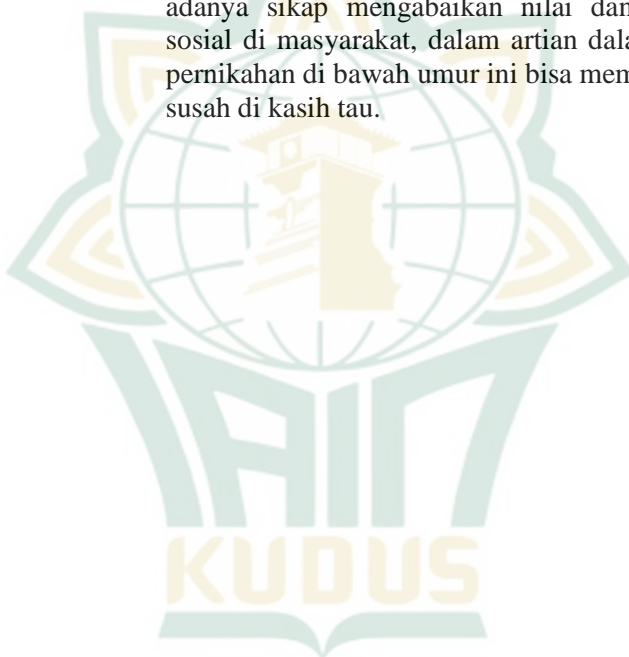 adanya sikap mengabaikan nilai dan
sosial di masyarakat, dalam artian
pernikahan di bawah umur ini bisa
susah di kasih tau.
IAIN
KUDUS